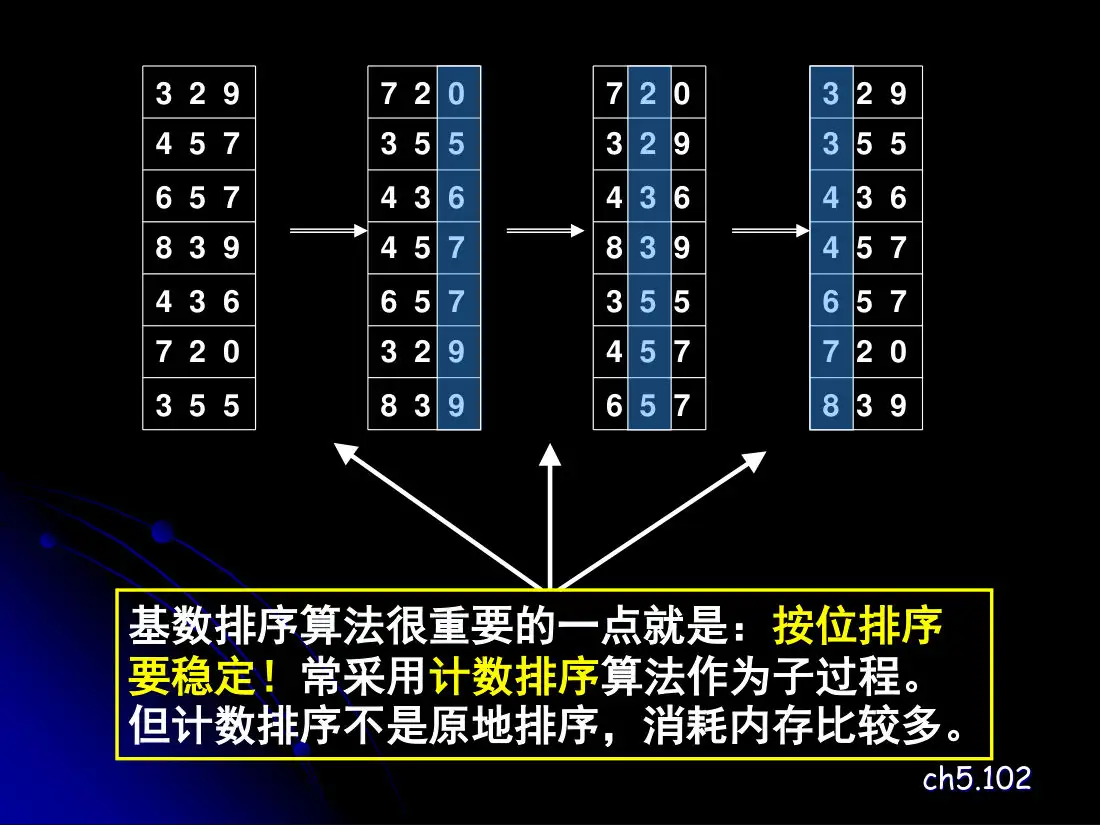 3 2 9 7 2 0 7 2 0 3 2 9
4 5 7 3 5 5 3 2 9 3 5 5
6 5 7 4 3 6 4 3 6 4 3 6
8 3 9 4 5 7 8 3 9 4 5 7
4 3 6 6 5 7 3 5 5 6 5 7
7 2 0 3 2 9 4 5 7 7 2 0
3 5 5 8 3 9 6 5 7 8 3 9
基数排序算法很重要的一点就是：按位排序
要稳定！常采用计数排序算法作为子过程。
但计数排序不是原地排序，消耗内存比较多。
ch5.102